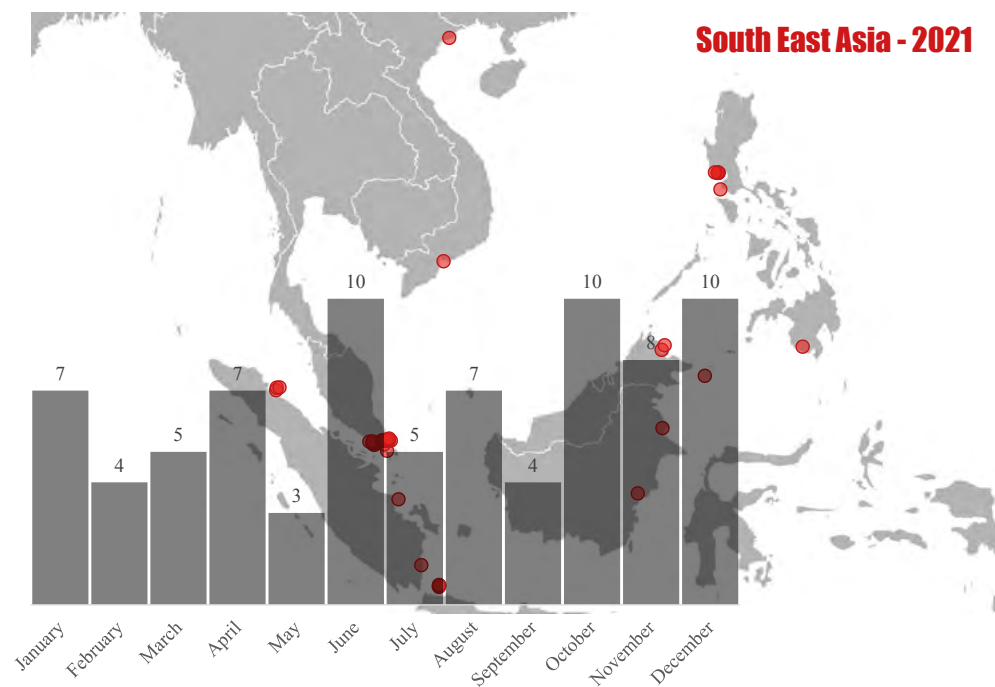 South East Asia - 2021
10
10
10
8
7
7
7
5
5
4
4
3
January
February
March
April
May
June
July
August
September
October
November
December